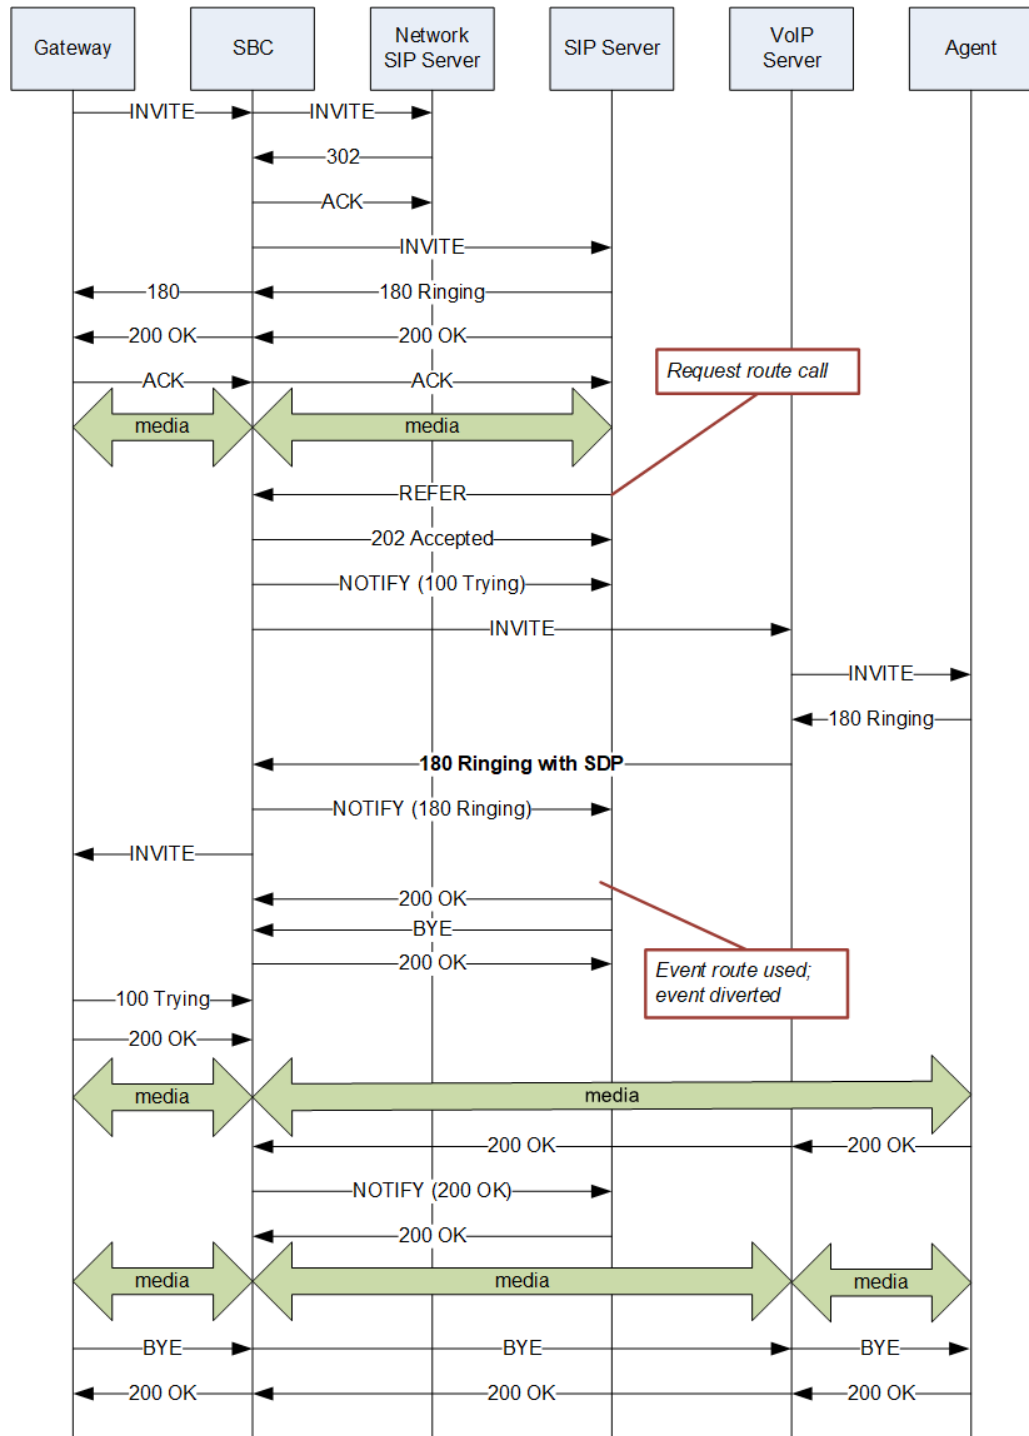 Gateway
SBC
Network
SIP Server
SIP Server
VoIP
Server
Agent
INVITE
INVITE
302
ACK
INVITE
180
180 Ringing
200 OK
200 OK
Request route call
ACK
ACK
media
media
REFER
202 Accepted
NOTIFY (100 Trying)
INVITE
INVITE
180 Ringing
180 Ringing with SDP
NOTIFY (180 Ringing)
INVITE
200 OK
BYE
200 OK
Event route used;
event diverted
100 Trying
200 OK
media
media
200 OK
200 OK
NOTIFY (200 OK)
200 OK
media
media
media
BYE
BYE
BYE
200 OK
200 OK
200 OK